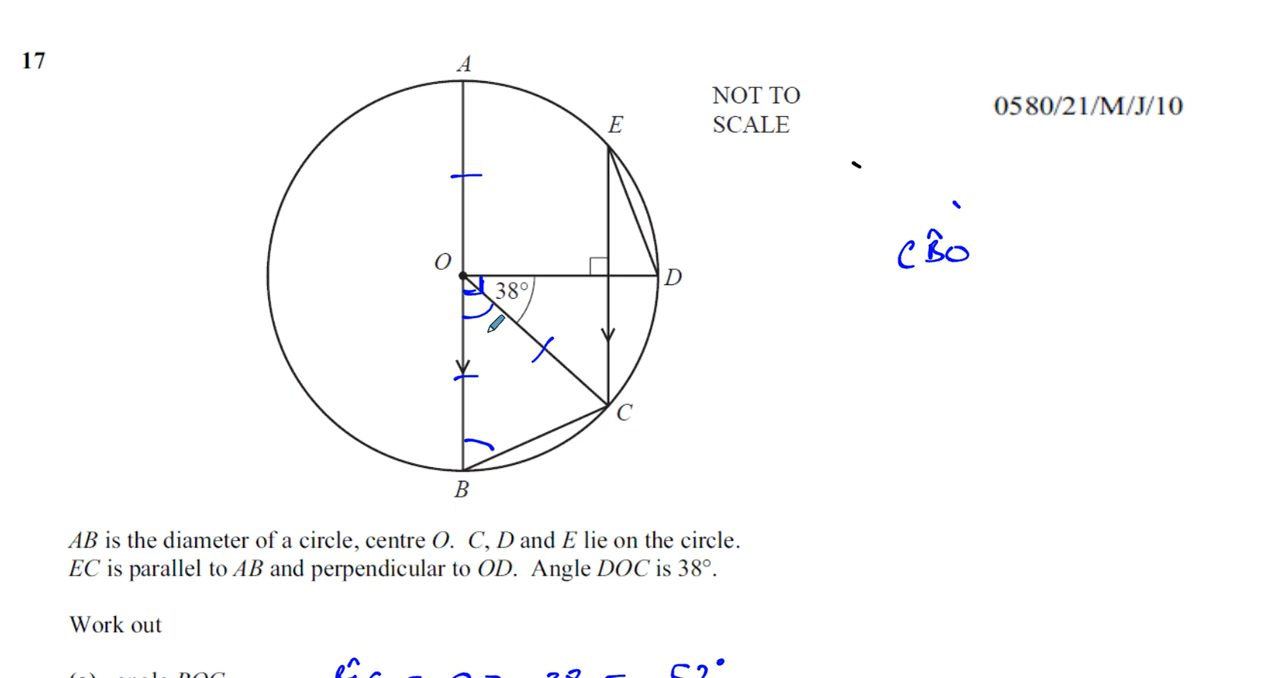 17
A
NOT TO
SCALE
0580/21/M/J/10
E
CB̂O
O
38°
D
C
B
AB is the diameter of a circle, centre O. C, D and E lie on the circle.
EC is parallel to AB and perpendicular to OD. Angle DOC is 38°.
Work out